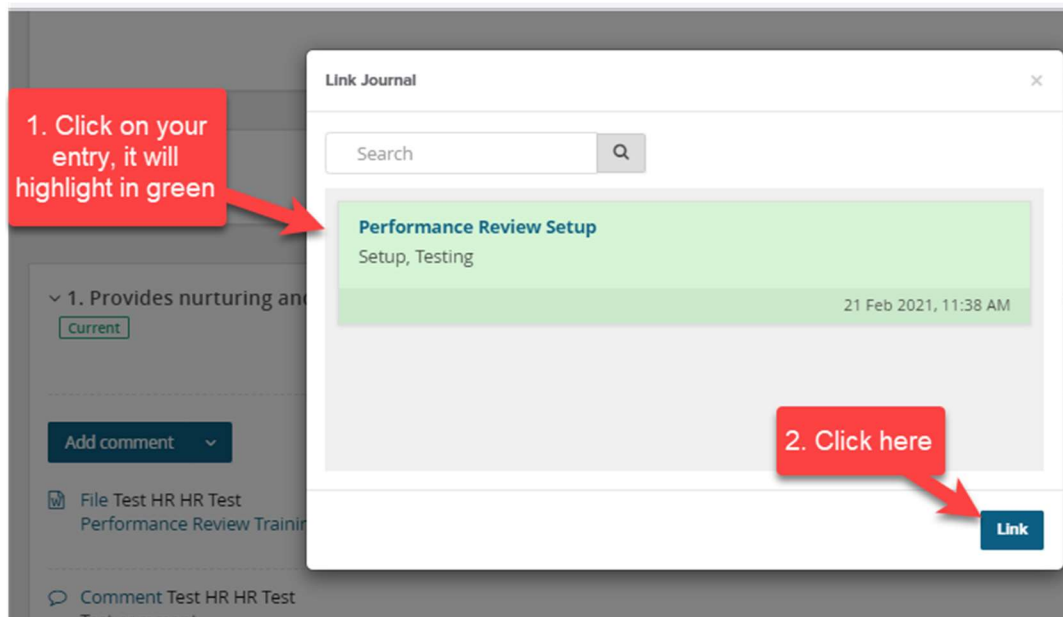 Link Journal
×
1. Click on your
entry, it will
highlight in green
Search
Performance Review Setup
Setup, Testing
21 Feb 2021, 11:38 AM
1. Provides nurturing and
Current
Add comment
2. Click here
Link
File Test HR HR Test
Performance Review Trainin
Comment Test HR HR Test